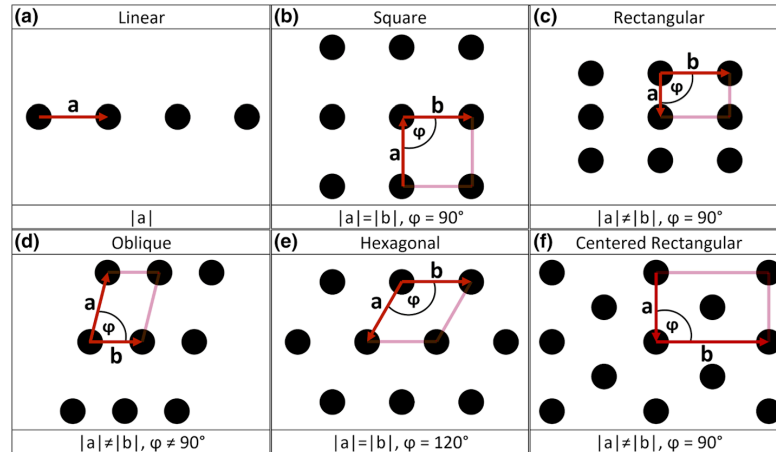 (a) Linear
a
|a|
(b) Square
b
φ
a
|a|=|b|, φ = 90°
(c) Rectangular
b
a φ
|a|≠|b|, φ = 90°
(d) Oblique
a
φ
b
|a|≠|b|, φ ≠ 90°
(e) Hexagonal
b
a φ
|a|=|b|, φ = 120°
(f) Centered Rectangular
a φ
b
|a|≠|b|, φ = 90°